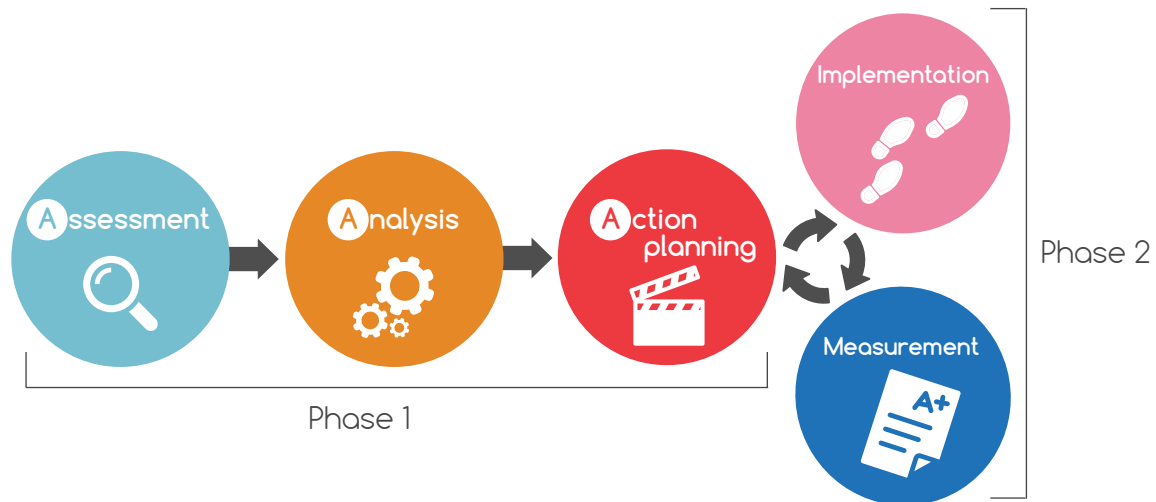 Assessment
Analysis
Action
planning
Implementation
Measurement
A+
Phase 1
Phase 2